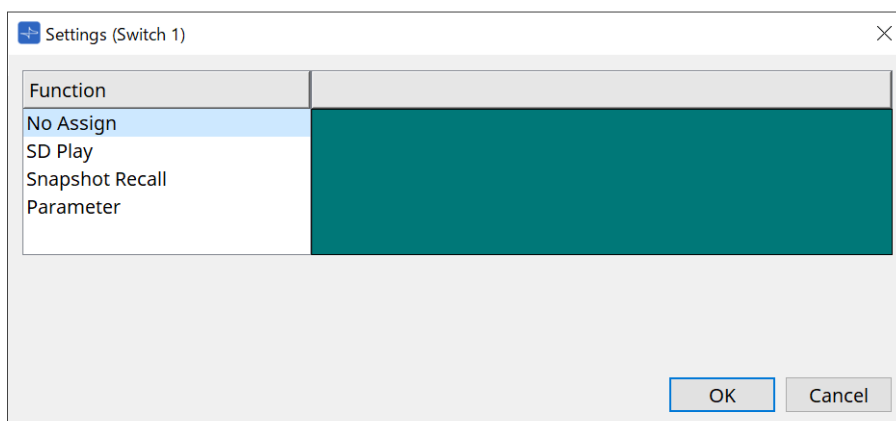 Settings (Switch 1)
Function
No Assign
SD Play
Snapshot Recall
Parameter
OK Cancel